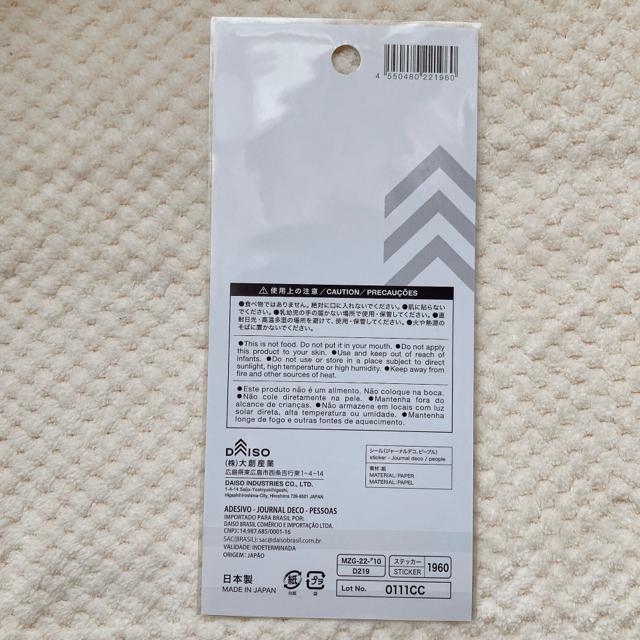 4 550480 221960
⚠ 使用上の注意／CAUTION／PRECAUÇÕES
●食べ物ではありません。絶対に口に入れないでください。●肌に貼らない
でください。●乳幼児の手の届かない場所で使用・保管してください。●直
射日光・高温多湿の場所を避けて、使用・保管してください。●火や熱源の
そばに置かないでください。
●This is not food. Do not put it in your mouth. ●Do not apply
this product to your skin. ●Use and keep out of reach of
infants. ●Do not use or store in a place subject to direct
sunlight, high temperature or high humidity. ●Keep away from
fire and other sources of heat.
●Este produto não é um alimento. Não coloque na boca.
●Não cole diretamente na pele. ●Mantenha fora do
alcance de crianças. ●Não armazene em locais com luz
solar direta, alta temperatura ou umidade. ●Mantenha
longe de fogo e outras fontes de aquecimento.
DAISO
(株)大創産業
広島県東広島市西条吉行東1-4-14
DAISO INDUSTRIES CO., LTD.
1-4-14 Saijo-Yoshiyukihigashi,
Higashihiroshima-City, Hiroshima 739-8501 JAPAN
シール(ジャーナルデコ、ピープル)
sticker - Journal deco / people
素材：紙
MATERIAL:PAPER
MATERIAL:PAPEL
ADESIVO - JOURNAL DECO - PESSOAS
IMPORTADO PARA BRASIL POR:
DAISO BRASIL COMÉRCIO E IMPORTAÇÃO LTDA.
CNPJ: 14.987.685/0001-16
SAC(BRASIL): sac@daisobrasil.com.br
VALIDADE: INDETERMINADA
ORIGEM: JAPÃO
日本製
MADE IN JAPAN
紙
台紙
プラ
袋
MZG-22-P10
D219
ステッカー
STICKER
1960
Lot No.
0111CC